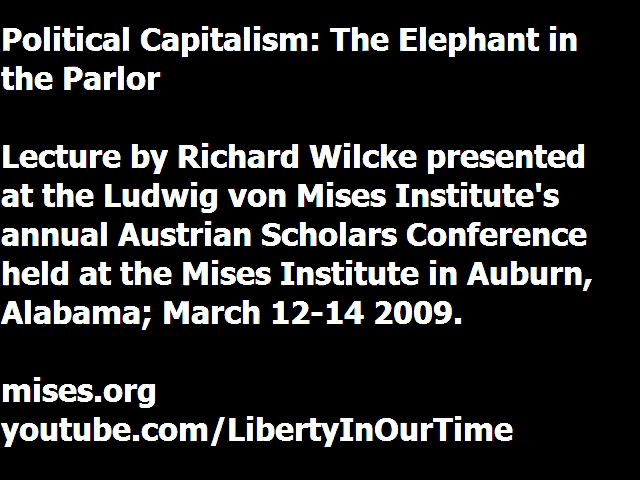 Political Capitalism: The Elephant in
the Parlor
Lecture by Richard Wilcke presented
at the Ludwig von Mises Institute's
annual Austrian Scholars Conference
held at the Mises Institute in Auburn,
Alabama; March 12-14 2009.
mises.org
youtube.com/LibertyInOurTime